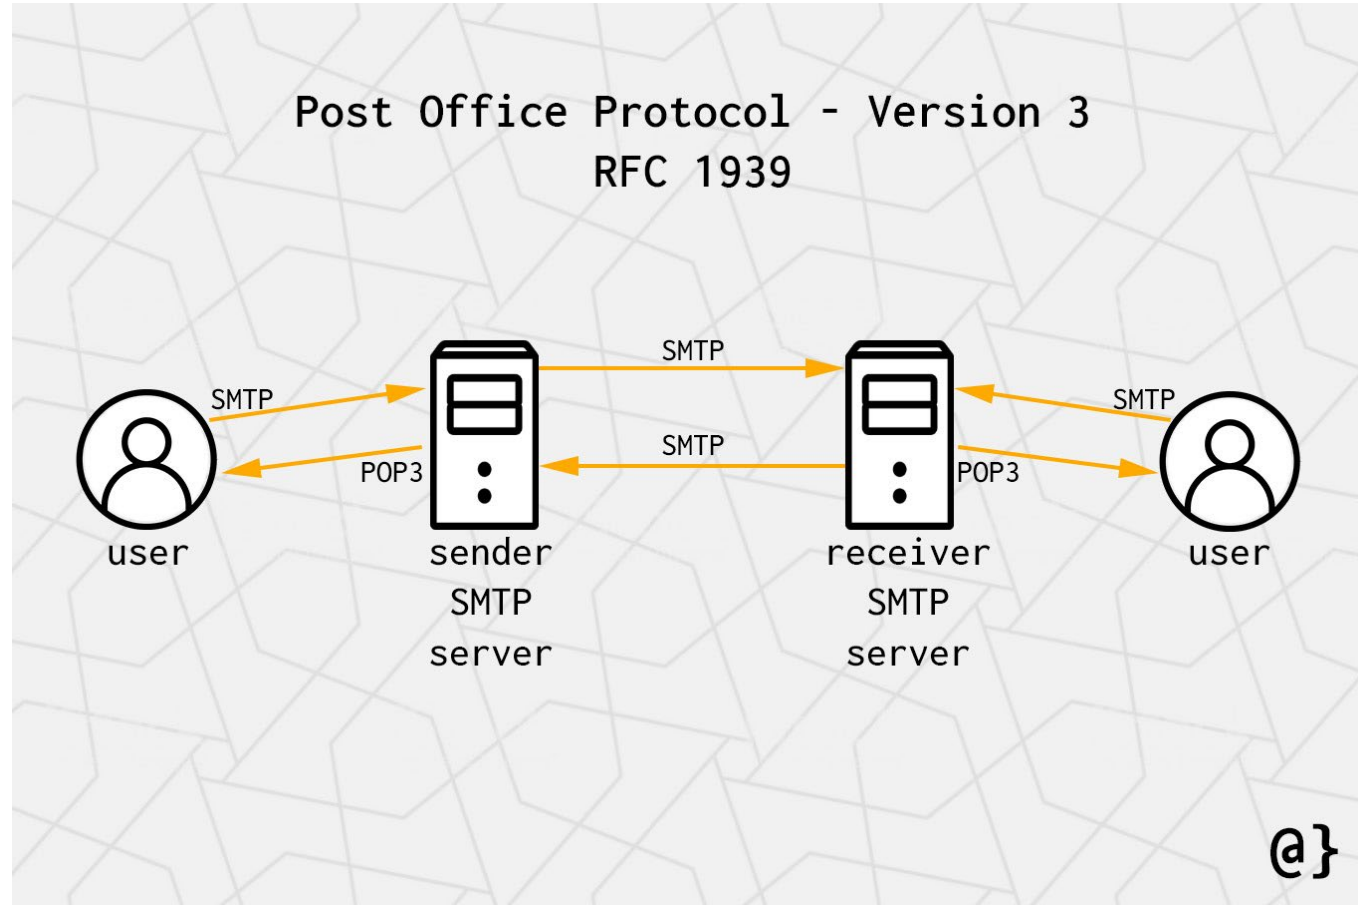 Post Office Protocol - Version 3
RFC 1939
SMTP
SMTP
SMTP
SMTP
POP3
SMTP
POP3
user
sender
SMTP
server
receiver
SMTP
server
user
@}